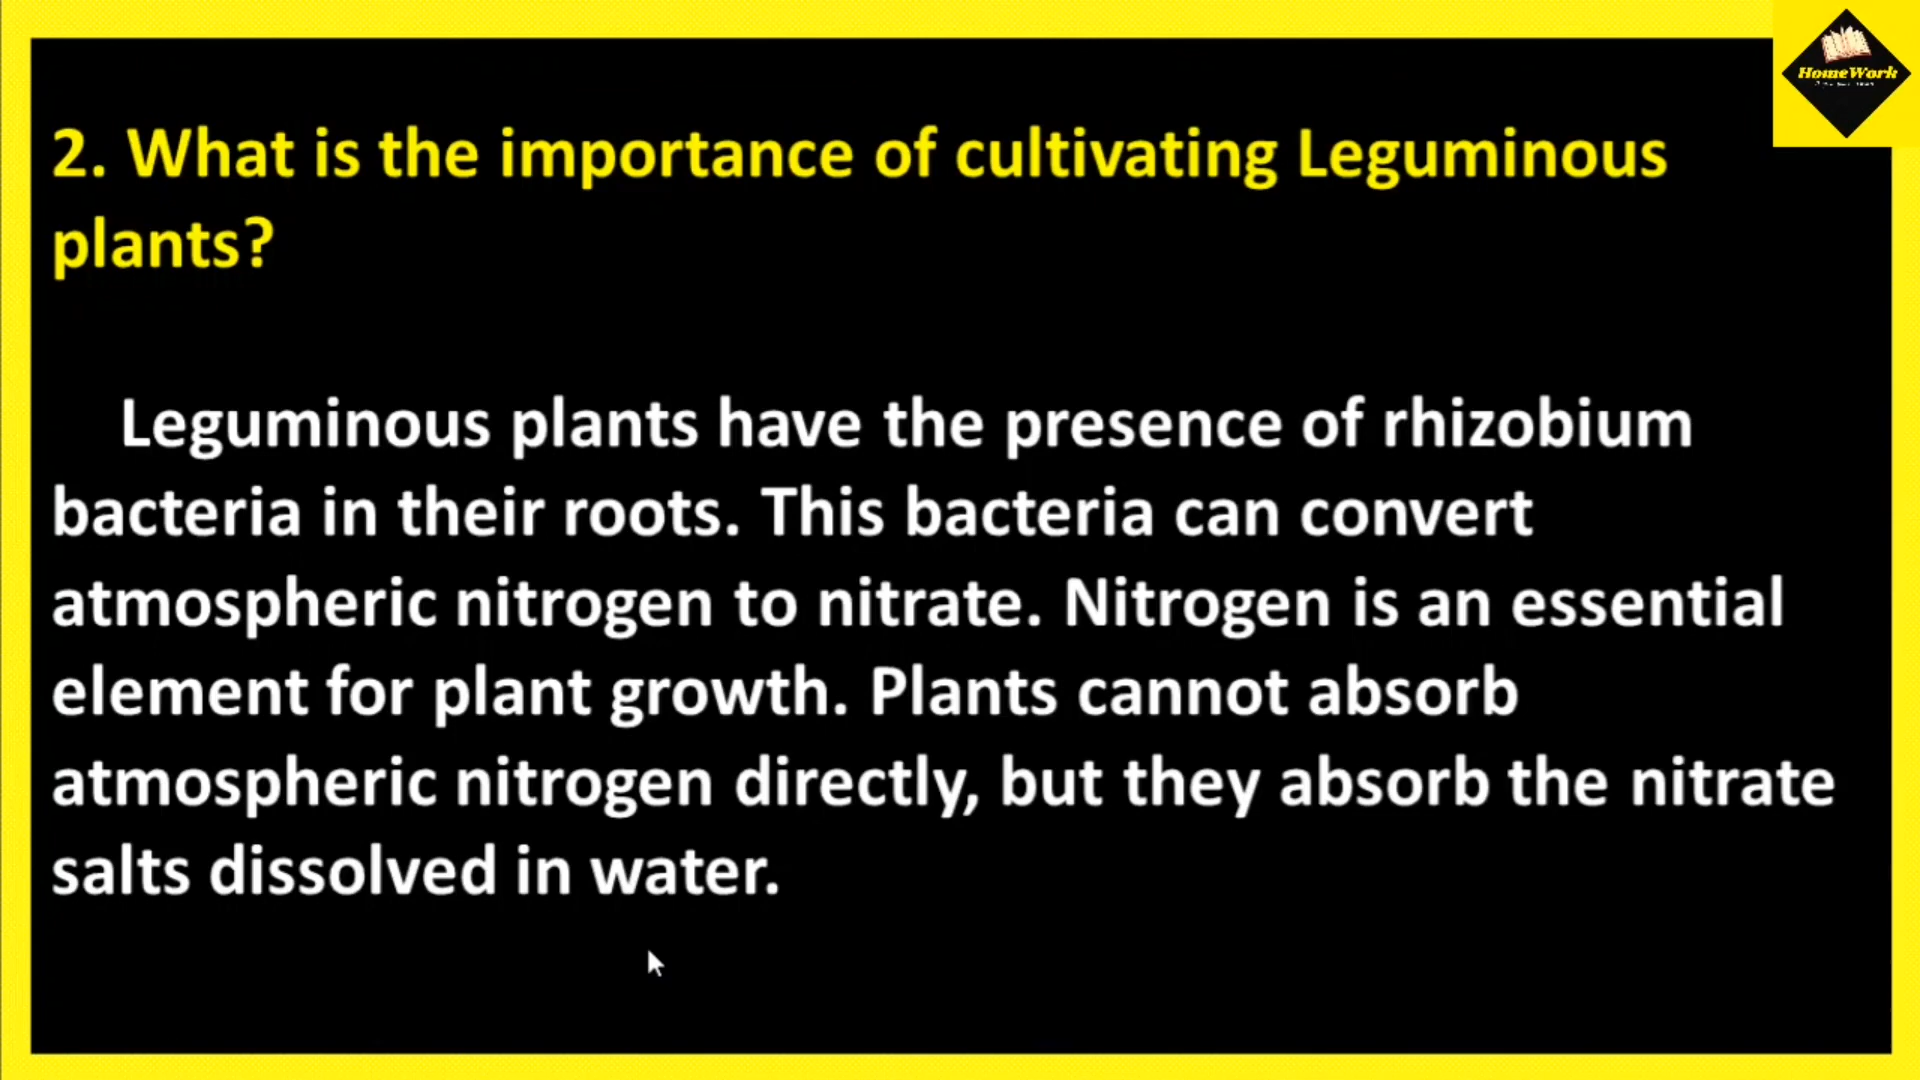 HomeWork
2. What is the importance of cultivating Leguminous
plants?
Leguminous plants have the presence of rhizobium
bacteria in their roots. This bacteria can convert
atmospheric nitrogen to nitrate. Nitrogen is an essential
element for plant growth. Plants cannot absorb
atmospheric nitrogen directly, but they absorb the nitrate
salts dissolved in water.